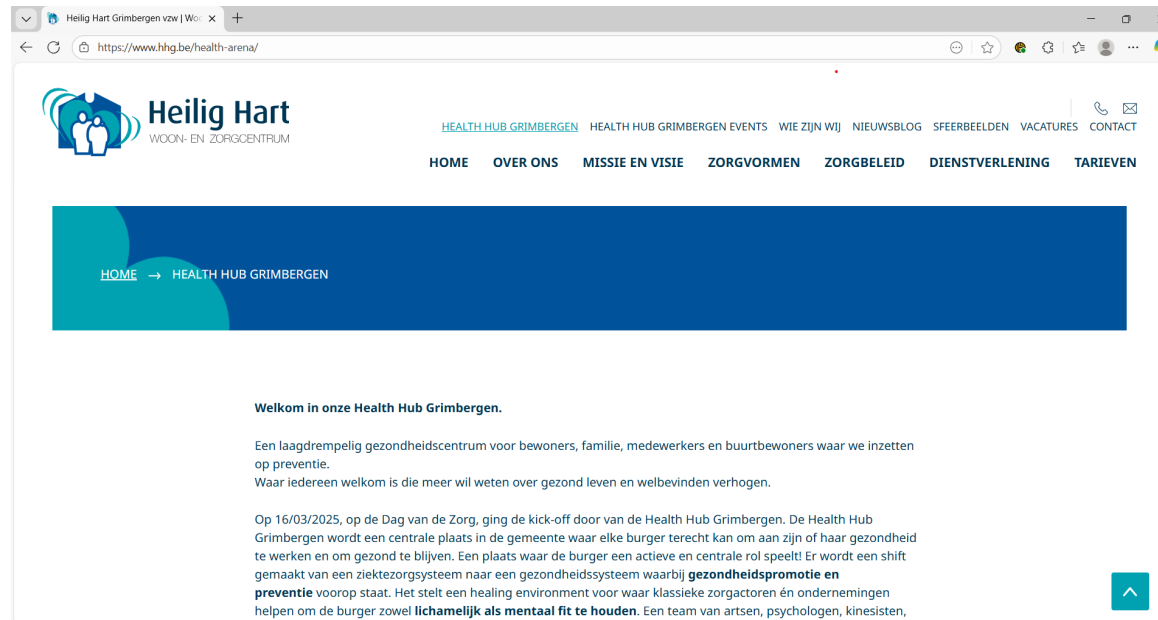 Heilig Hart Grimbergen vzw | Woo
https://www.hhg.be/health-arena/
Heilig Hart
WOON- EN ZORGCENTRUM
HEALTH HUB GRIMBERGEN HEALTH HUB GRIMBERGEN EVENTS WIE ZIJN WIJ NIEUWSBLOG SFEERBEELDEN VACATURES CONTACT
HOME OVER ONS MISSIE EN VISIE ZORGVORMEN ZORGBELEID DIENSTVERLENING TARIEVEN
HOME → HEALTH HUB GRIMBERGEN
Welkom in onze Health Hub Grimbergen.
Een laagdrempelig gezondheidscentrum voor bewoners, familie, medewerkers en buurtbewoners waar we inzetten
op preventie.
Waar iedereen welkom is die meer wil weten over gezond leven en welbevinden verhogen.
Op 16/03/2025, op de Dag van de Zorg, ging de kick-off door van de Health Hub Grimbergen. De Health Hub
Grimbergen wordt een centrale plaats in de gemeente waar elke burger terecht kan om aan zijn of haar gezondheid
te werken en om gezond te blijven. Een plaats waar de burger een actieve en centrale rol speelt! Er wordt een shift
gemaakt van een ziektezorgsysteem naar een gezondheidssysteem waarbij gezondheidspromotie en
preventie voorop staat. Het stelt een healing environment voor waar klassieke zorgactoren én ondernemingen
helpen om de burger zowel lichamelijk als mentaal fit te houden. Een team van artsen, psychologen, kinesisten,